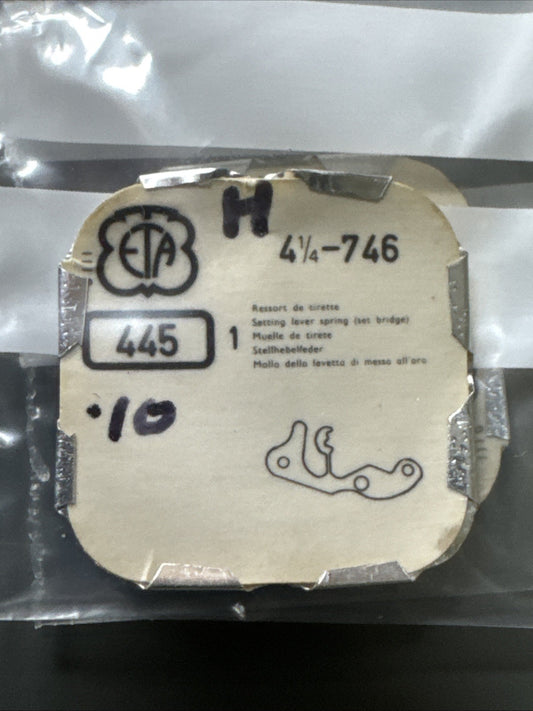 H
ETA
4¼-746
445
1
Ressort de tirette
Setting lever spring (set bridge)
Muelle de tirete
Stellhebelfeder
Molla della levetta di messa all'ora
·10